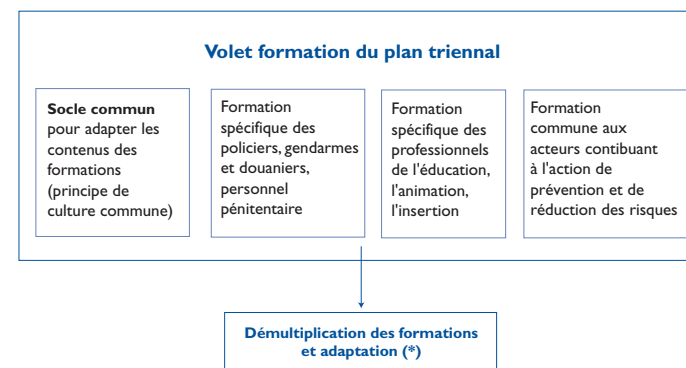 Volet formation du plan triennal
Socle commun
pour adapter les
contenus des
formations
(principe de
culture commune)
Formation
spécifique des
policiers, gendarmes
et douaniers,
personnel
pénitentaire
Formation
spécifique des
professionnels
de l'éducation,
l'animation,
l'insertion
Formation
commune aux
acteurs contibuant
à l'action de
prévention et de
réduction des risques
Démultiplication des formations
et adaptation (*)